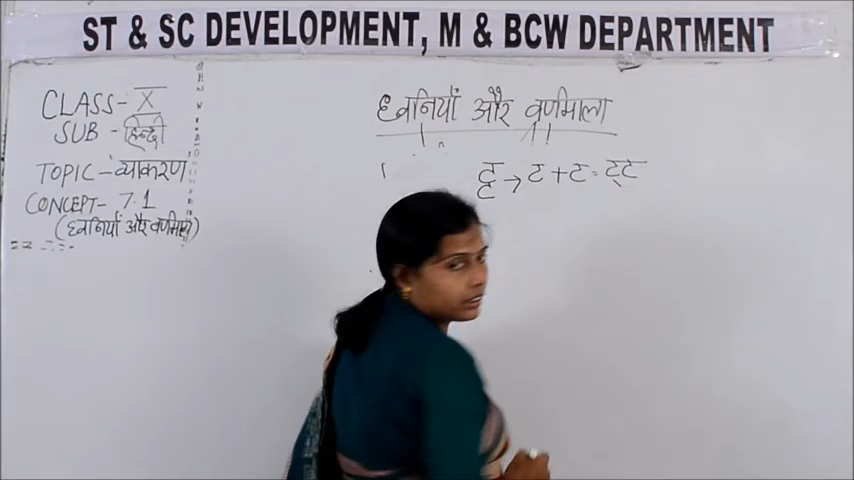 ST & SC DEVELOPMENT, M & BCW DEPARTMENT
CLASS- X
SUB - हिन्दी
TOPIC- व्याकरण
CONCEPT- 7.1
(ध्वनियाँ और वर्णमाला)
ध्वनियाँ और वर्णमाला
ट्ट → ट + ट = ट्ट